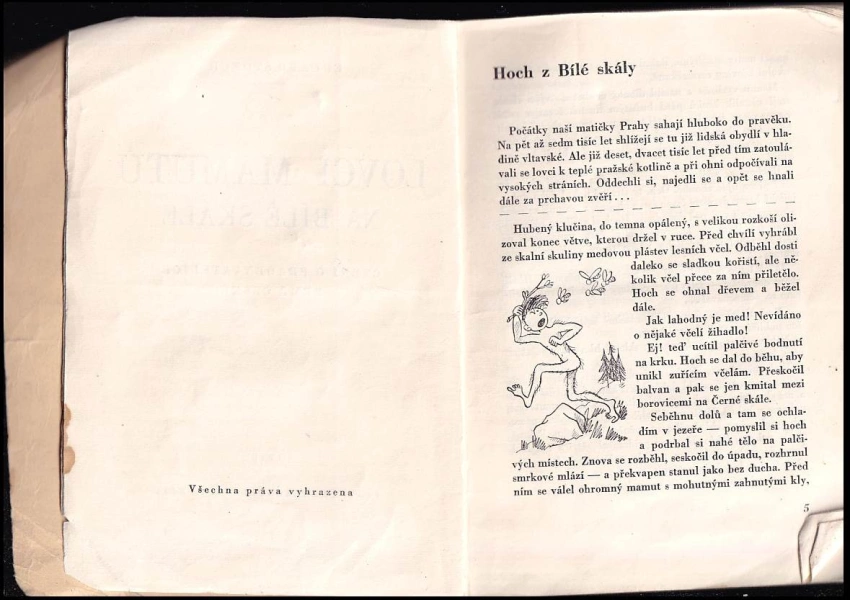 Všechna práva vyhrazena
Hoch z Bílé skály
Počátky naší matičky Prahy sahají hluboko do pravěku.
Na pět až sedm tisíc let shlížejí se tu již lidská obydlí v hla-
dině vltavské. Ale již deset, dvacet tisíc let před tím zatoulá-
vali se lovci k teplé pražské kotlině a při ohni odpočívali na
vysokých stráních. Oddechli si, najedli se a opět se hnali
dále za prchavou zvěří...
Hubený klučina, do temna opálený, s velikou rozkoší oli-
zoval konec větve, kterou držel v ruce. Před chvílí vyhrábl
ze skalní skuliny medovou plástev lesních včel. Odběhl dosti
daleko se sladkou kořistí, ale ně-
kolik včel přece za ním přiletělo.
Hoch se ohnal dřevem a běžel
dále.
Jak lahodný je med! Nevídáno
o nějaké včelí žihadlo!
Ej! teď ucítil palčivé bodnutí
na krku. Hoch se dal do běhu, aby
unikl zuřícím včelám. Přeskočil
balvan a pak se jen kmital mezi
borovicemi na Černé skále.
Seběhnu dolů a tam se ochla-
dím v jezeře — pomyslil si hoch
a podrbal si nahé tělo na palči-
vých místech. Znova se rozběhl, seskočil do úpadu, rozhrnul
smrkové mlází — a překvapen stanul jako bez ducha. Před
ním se válel ohromný mamut s mohutnými zahnutými kly,
5